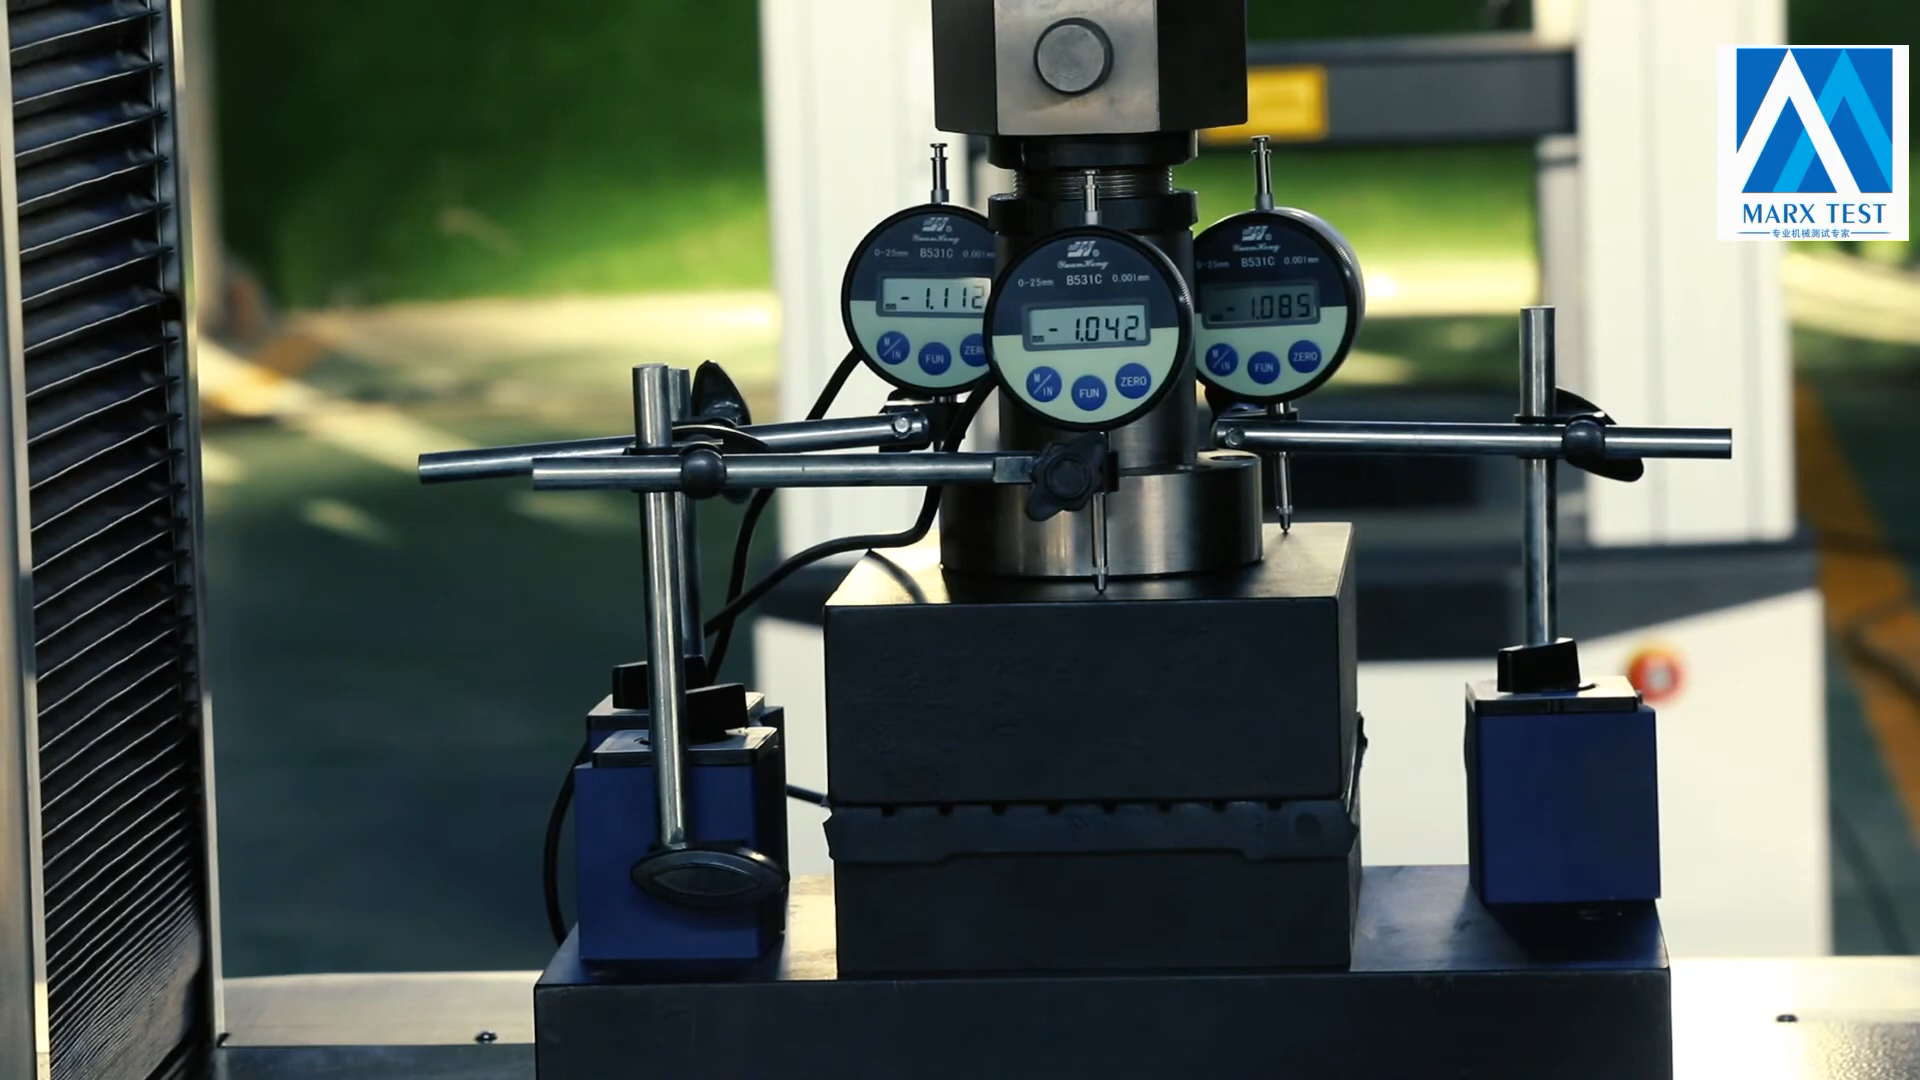 MARX TEST
专业机械测试专家
0-25mm B531C 0.001mm
-1.112
M/IN FUN ZERO
YuanHeng
0-25mm B531C 0.001mm
-1.042
M/IN FUN ZERO
B531C 0.001mm
-1.085
M/IN FUN ZERO